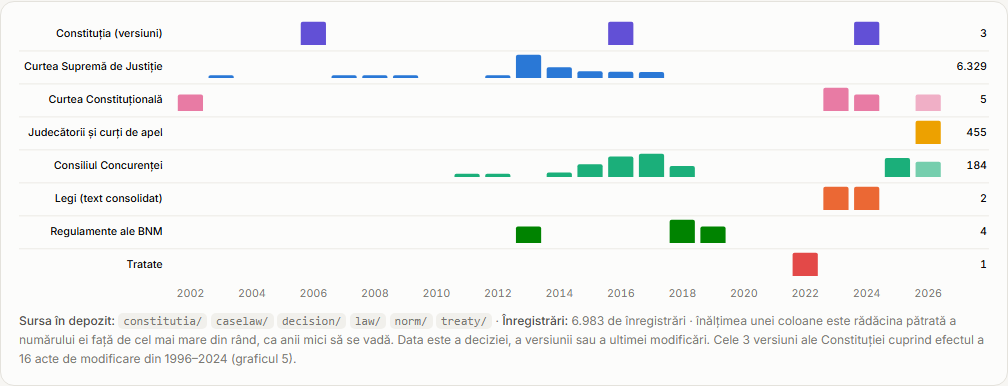 Constituția (versiuni) 3
Curtea Supremă de Justiție 6.329
Curtea Constituțională 5
Judecătorii și curți de apel 455
Consiliul Concurenței 184
Legi (text consolidat) 2
Regulamente ale BNM 4
Tratate 1
2002 2004 2006 2008 2010 2012 2014 2016 2018 2020 2022 2024 2026
Sursa în depozit: constitutia/ caselaw/ decision/ law/ norm/ treaty/ · Înregistrări: 6.983 de înregistrări · înălțimea unei coloane este rădăcina pătrată a
numărului ei față de cel mai mare din rând, ca anii mici să se vadă. Data este a deciziei, a versiunii sau a ultimei modificări. Cele 3 versiuni ale Constituției cuprind efectul a
16 acte de modificare din 1996–2024 (graficul 5).